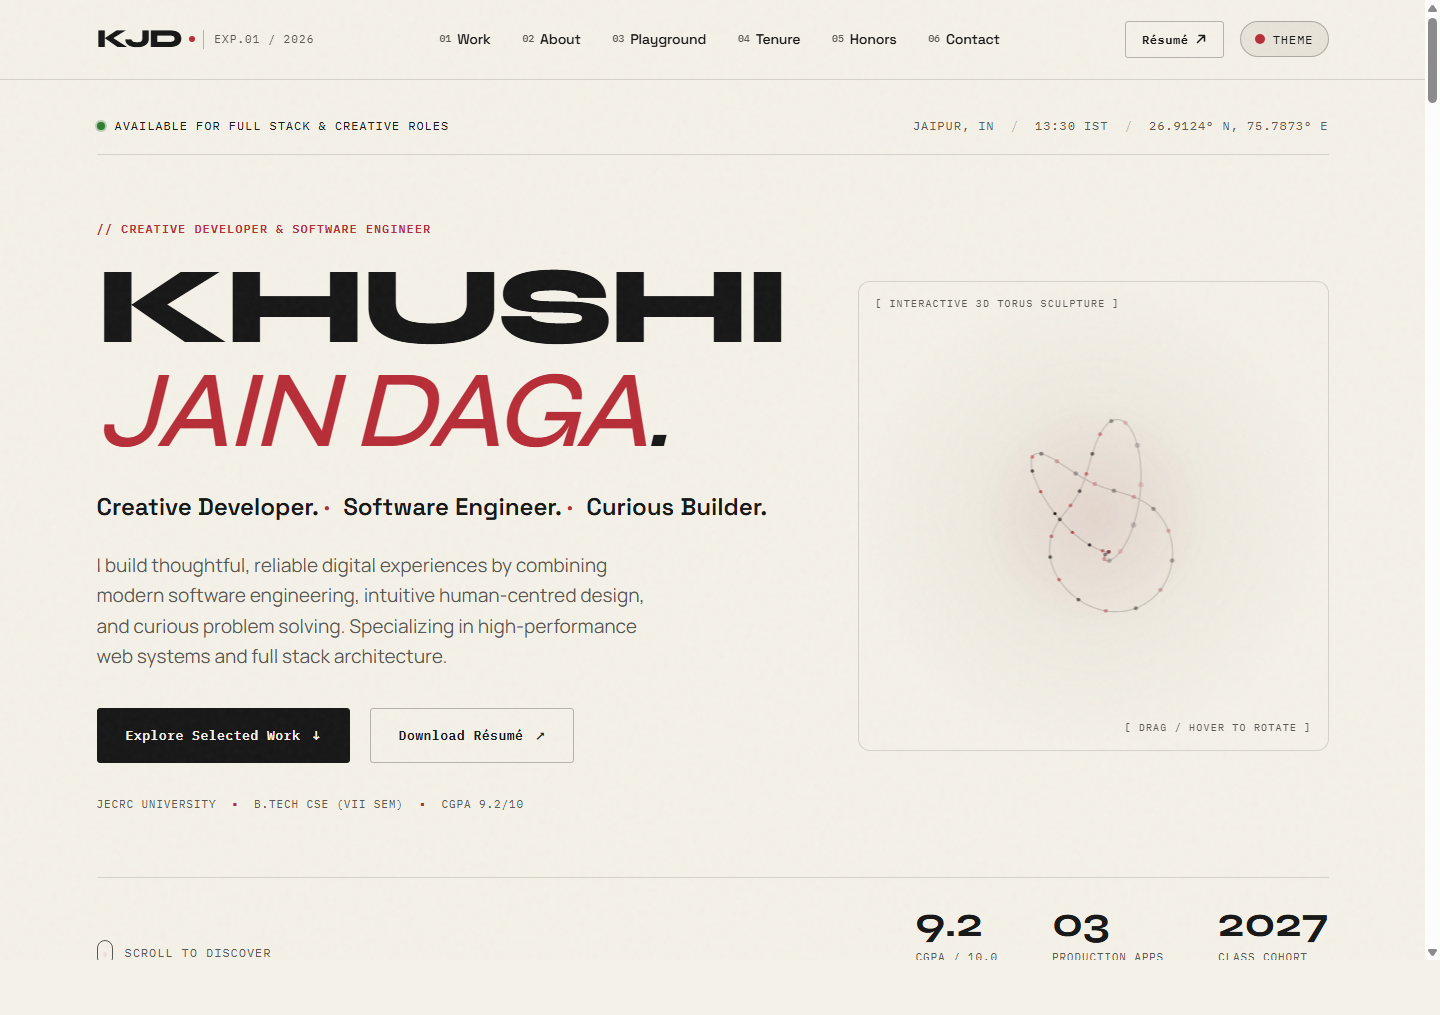 KJD EXP.01 / 2026
01 Work 02 About 03 Playground 04 Tenure 05 Honors 06 Contact
Résumé ↗ THEME
AVAILABLE FOR FULL STACK & CREATIVE ROLES
JAIPUR, IN / 13:30 IST / 26.9124° N, 75.7873° E
// CREATIVE DEVELOPER & SOFTWARE ENGINEER
KHUSHI
JAIN DAGA.
Creative Developer. • Software Engineer. • Curious Builder.
I build thoughtful, reliable digital experiences by combining
modern software engineering, intuitive human-centred design,
and curious problem solving. Specializing in high-performance
web systems and full stack architecture.
Explore Selected Work ↓
Download Résumé ↗
JECRC UNIVERSITY ▪ B.TECH CSE (VII SEM) ▪ CGPA 9.2/10
[ INTERACTIVE 3D TORUS SCULPTURE ]
[ DRAG / HOVER TO ROTATE ]
SCROLL TO DISCOVER
9.2
CGPA / 10.0
03
PRODUCTION APPS
2027
CLASS COHORT